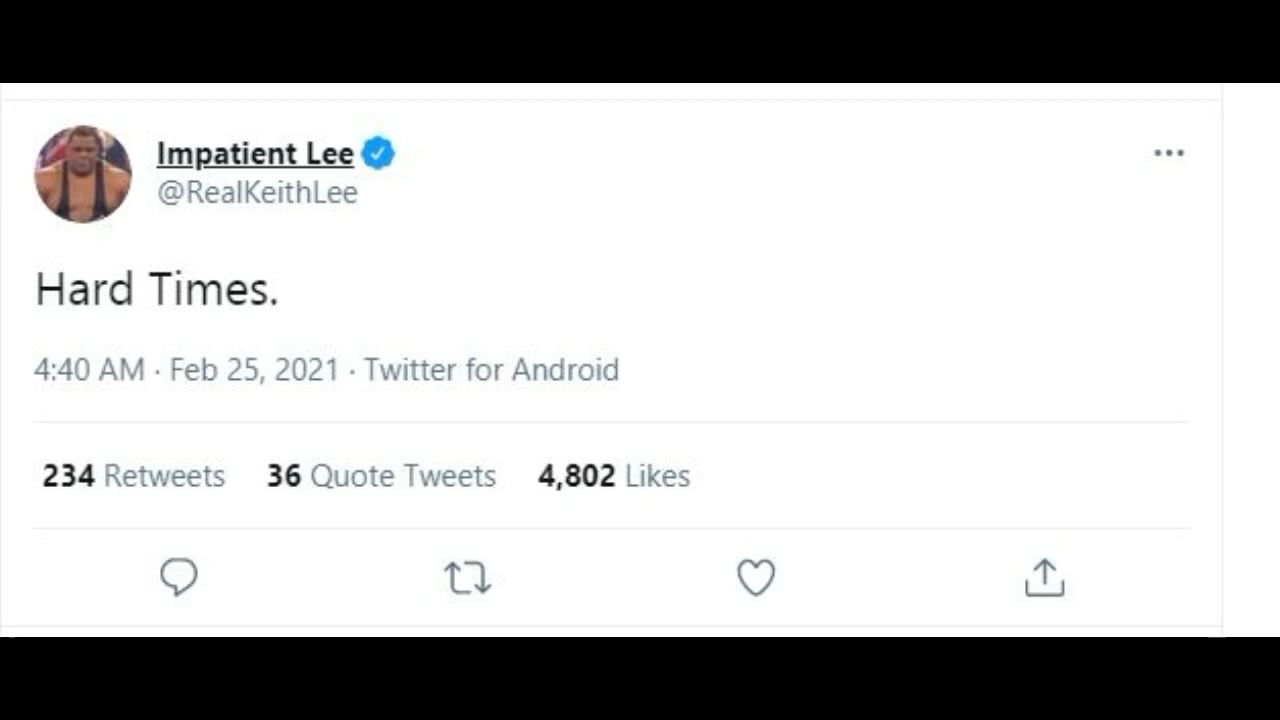 Impatient Lee
@RealKeithLee
Hard Times.
4:40 AM · Feb 25, 2021 · Twitter for Android
234 Retweets 36 Quote Tweets 4,802 Likes